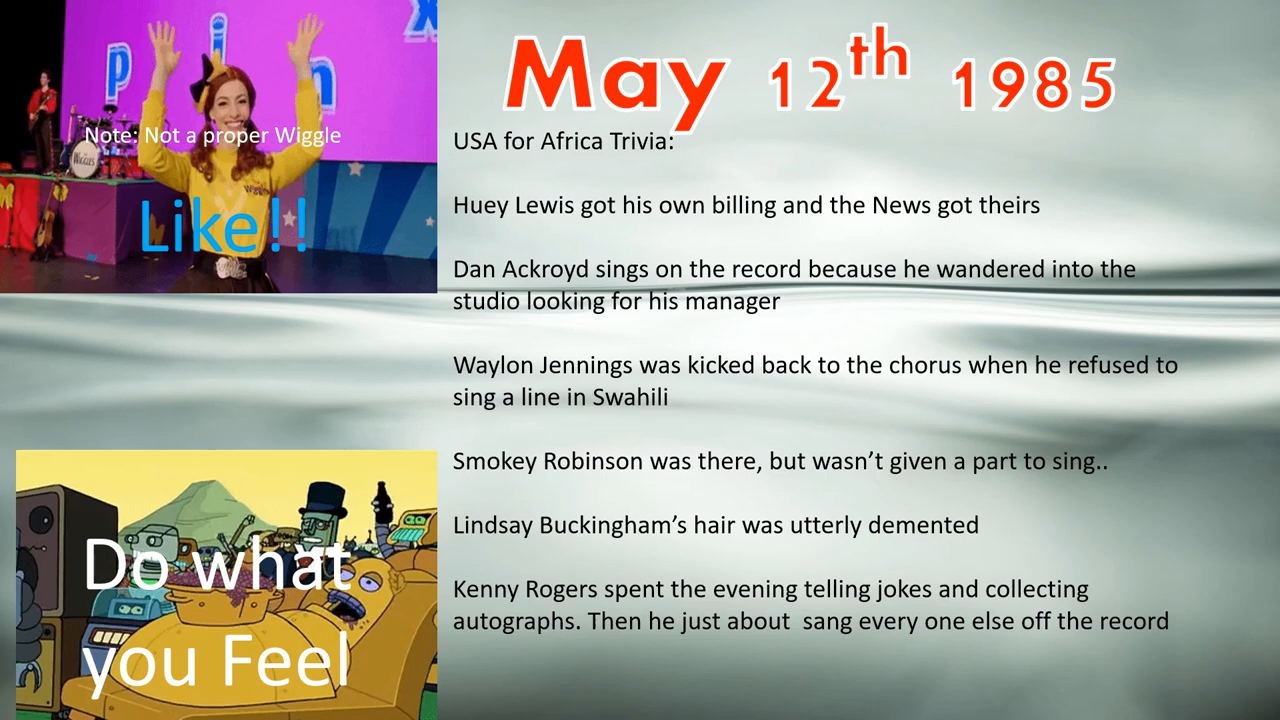 May 12th 1985
Note: Not a proper Wiggle
Like!!
USA for Africa Trivia:
Huey Lewis got his own billing and the News got theirs
Dan Ackroyd sings on the record because he wandered into the
studio looking for his manager
Waylon Jennings was kicked back to the chorus when he refused to
sing a line in Swahili
Smokey Robinson was there, but wasn’t given a part to sing..
Lindsay Buckingham’s hair was utterly demented
Kenny Rogers spent the evening telling jokes and collecting
autographs. Then he just about  sang every one else off the record
Do what
you Feel
WIGGLES